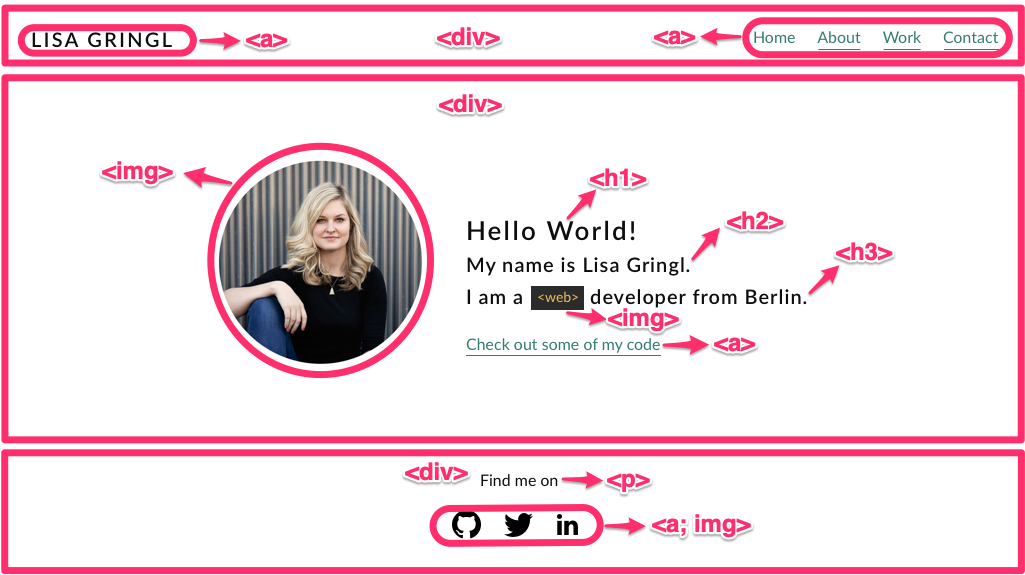 LISA GRINGL <a> <div> <a> Home About Work Contact
<div>
<img>
<h1>
Hello World!
<h2>
My name is Lisa Gringl.
<h3>
I am a <web> developer from Berlin.
<img>
Check out some of my code <a>
<div> Find me on <p>
in <a; img>